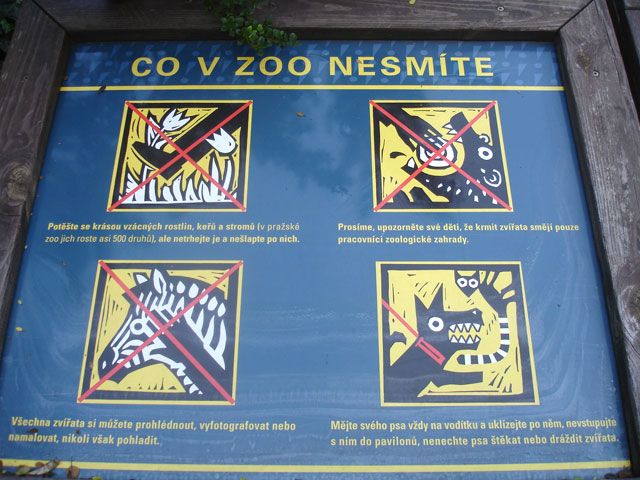 CO V ZOO NESMÍTE
Potěšte se krásou vzácných rostlin, keřů a stromů (v pražské
zoo jich roste asi 500 druhů), ale netrhejte je a nešlapte po nich.
Prosíme, upozorněte své děti, že krmit zvířata smějí pouze
pracovníci zoologické zahrady.
Všechna zvířata si můžete prohlédnout, vyfotografovat nebo
namalovat, nikoli však pohladit.
Mějte svého psa vždy na vodítku a uklízejte po něm, nevstupujte
s ním do pavilonů, nenechte psa štěkat nebo dráždit zvířata.